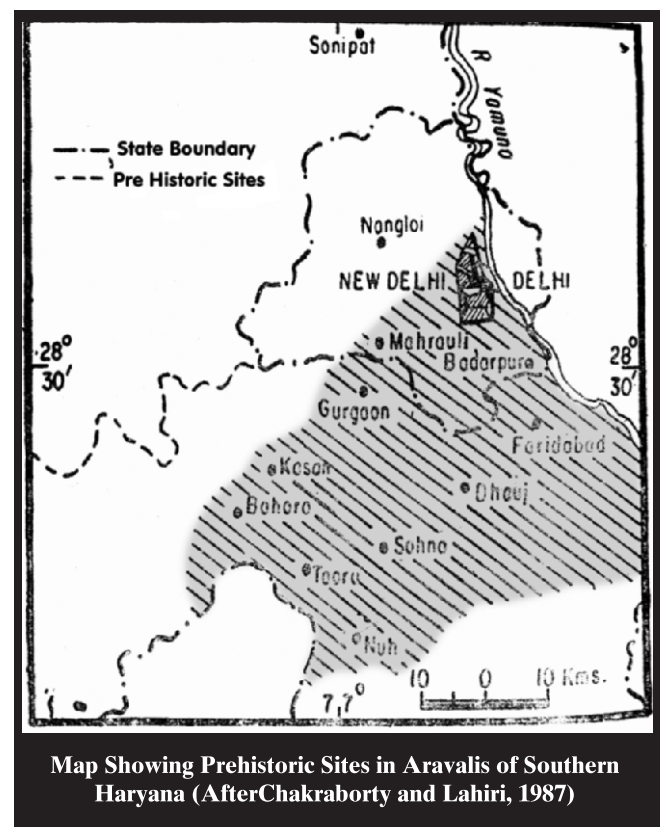 Sonipat
R Yamuna
State Boundary
Pre Historic Sites
Nangloi
NEW DELHI DELHI
Mahrauli
28° 28°
30' 30'
Badarpur
Gurgaon
Faridabad
Kasan
Dhauj
Bahora
Sohna
Taoru
Nuh
10 0 10 Kms.
77°
Map Showing Prehistoric Sites in Aravalis of Southern
Haryana (AfterChakraborty and Lahiri, 1987)